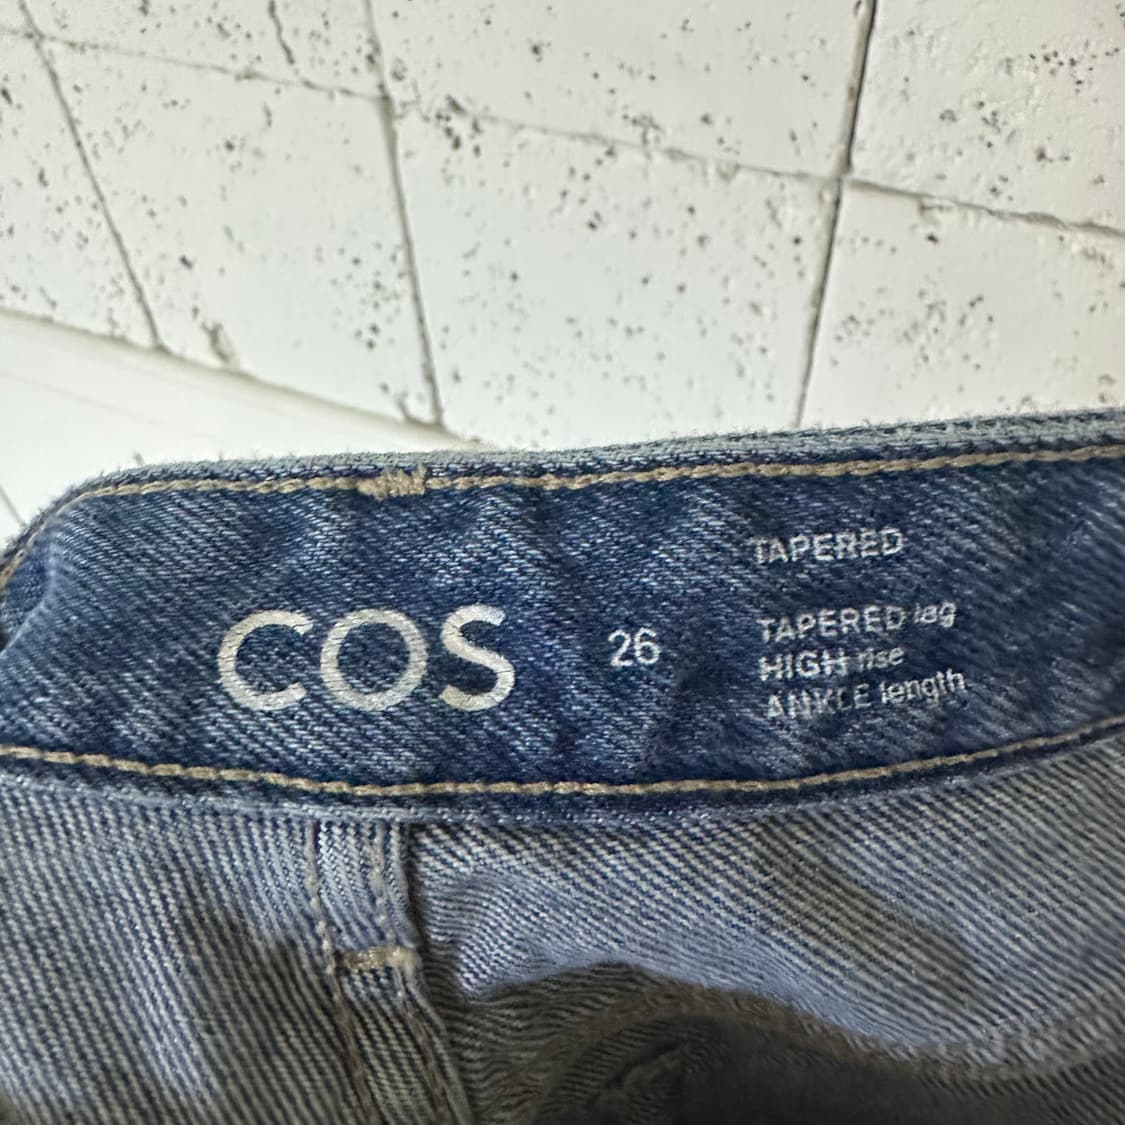 COS
26
TAPERED
TAPERED leg
HIGH rise
ANKLE length